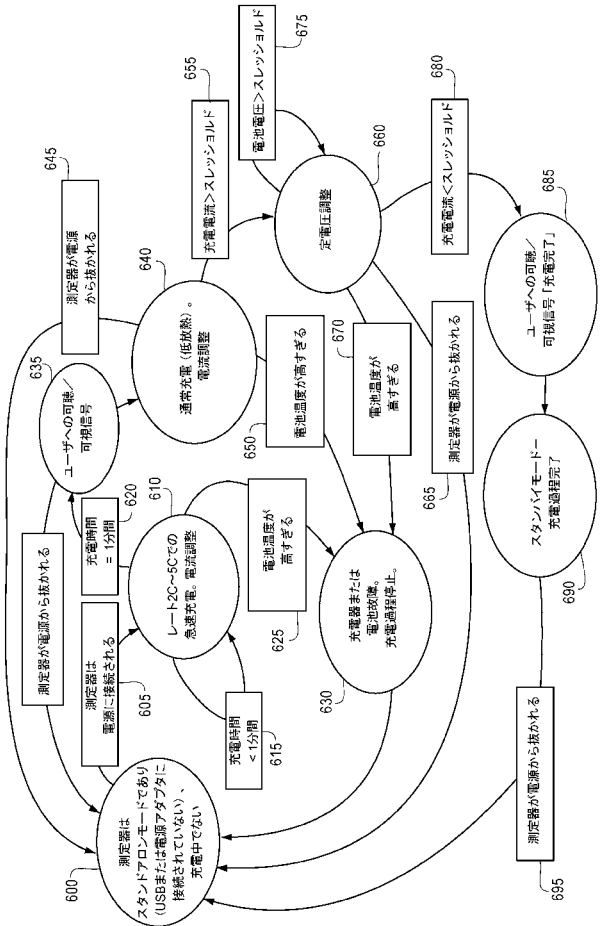 測定器は
スタンドアロンモードであり
(USBまたは電源アダプタに
接続されていない)、
充電中でない
600
測定器は
電源に接続される
605
レート2C～5Cでの
急速充電。電流調整
610
充電時間
<1分間
615
充電時間
=1分間
620
電池温度が
高すぎる
625
充電器または
電池故障。
充電過程停止。
630
ユーザへの可聴／
可視信号
635
測定器が電源から抜かれる
通常充電(低放熱)。
電流調整
640
測定器が電源
から抜かれる
645
電池温度が高すぎる
650
充電電流>スレッショルド
655
定電圧調整
660
測定器が電源から抜かれる
665
電池温度が
高すぎる
670
電池電圧>スレッショルド
675
充電電流<スレッショルド
680
ユーザへの可聴／
可視信号「充電完了」
685
スタンバイモードー
充電過程完了
690
測定器が電源から抜かれる
695